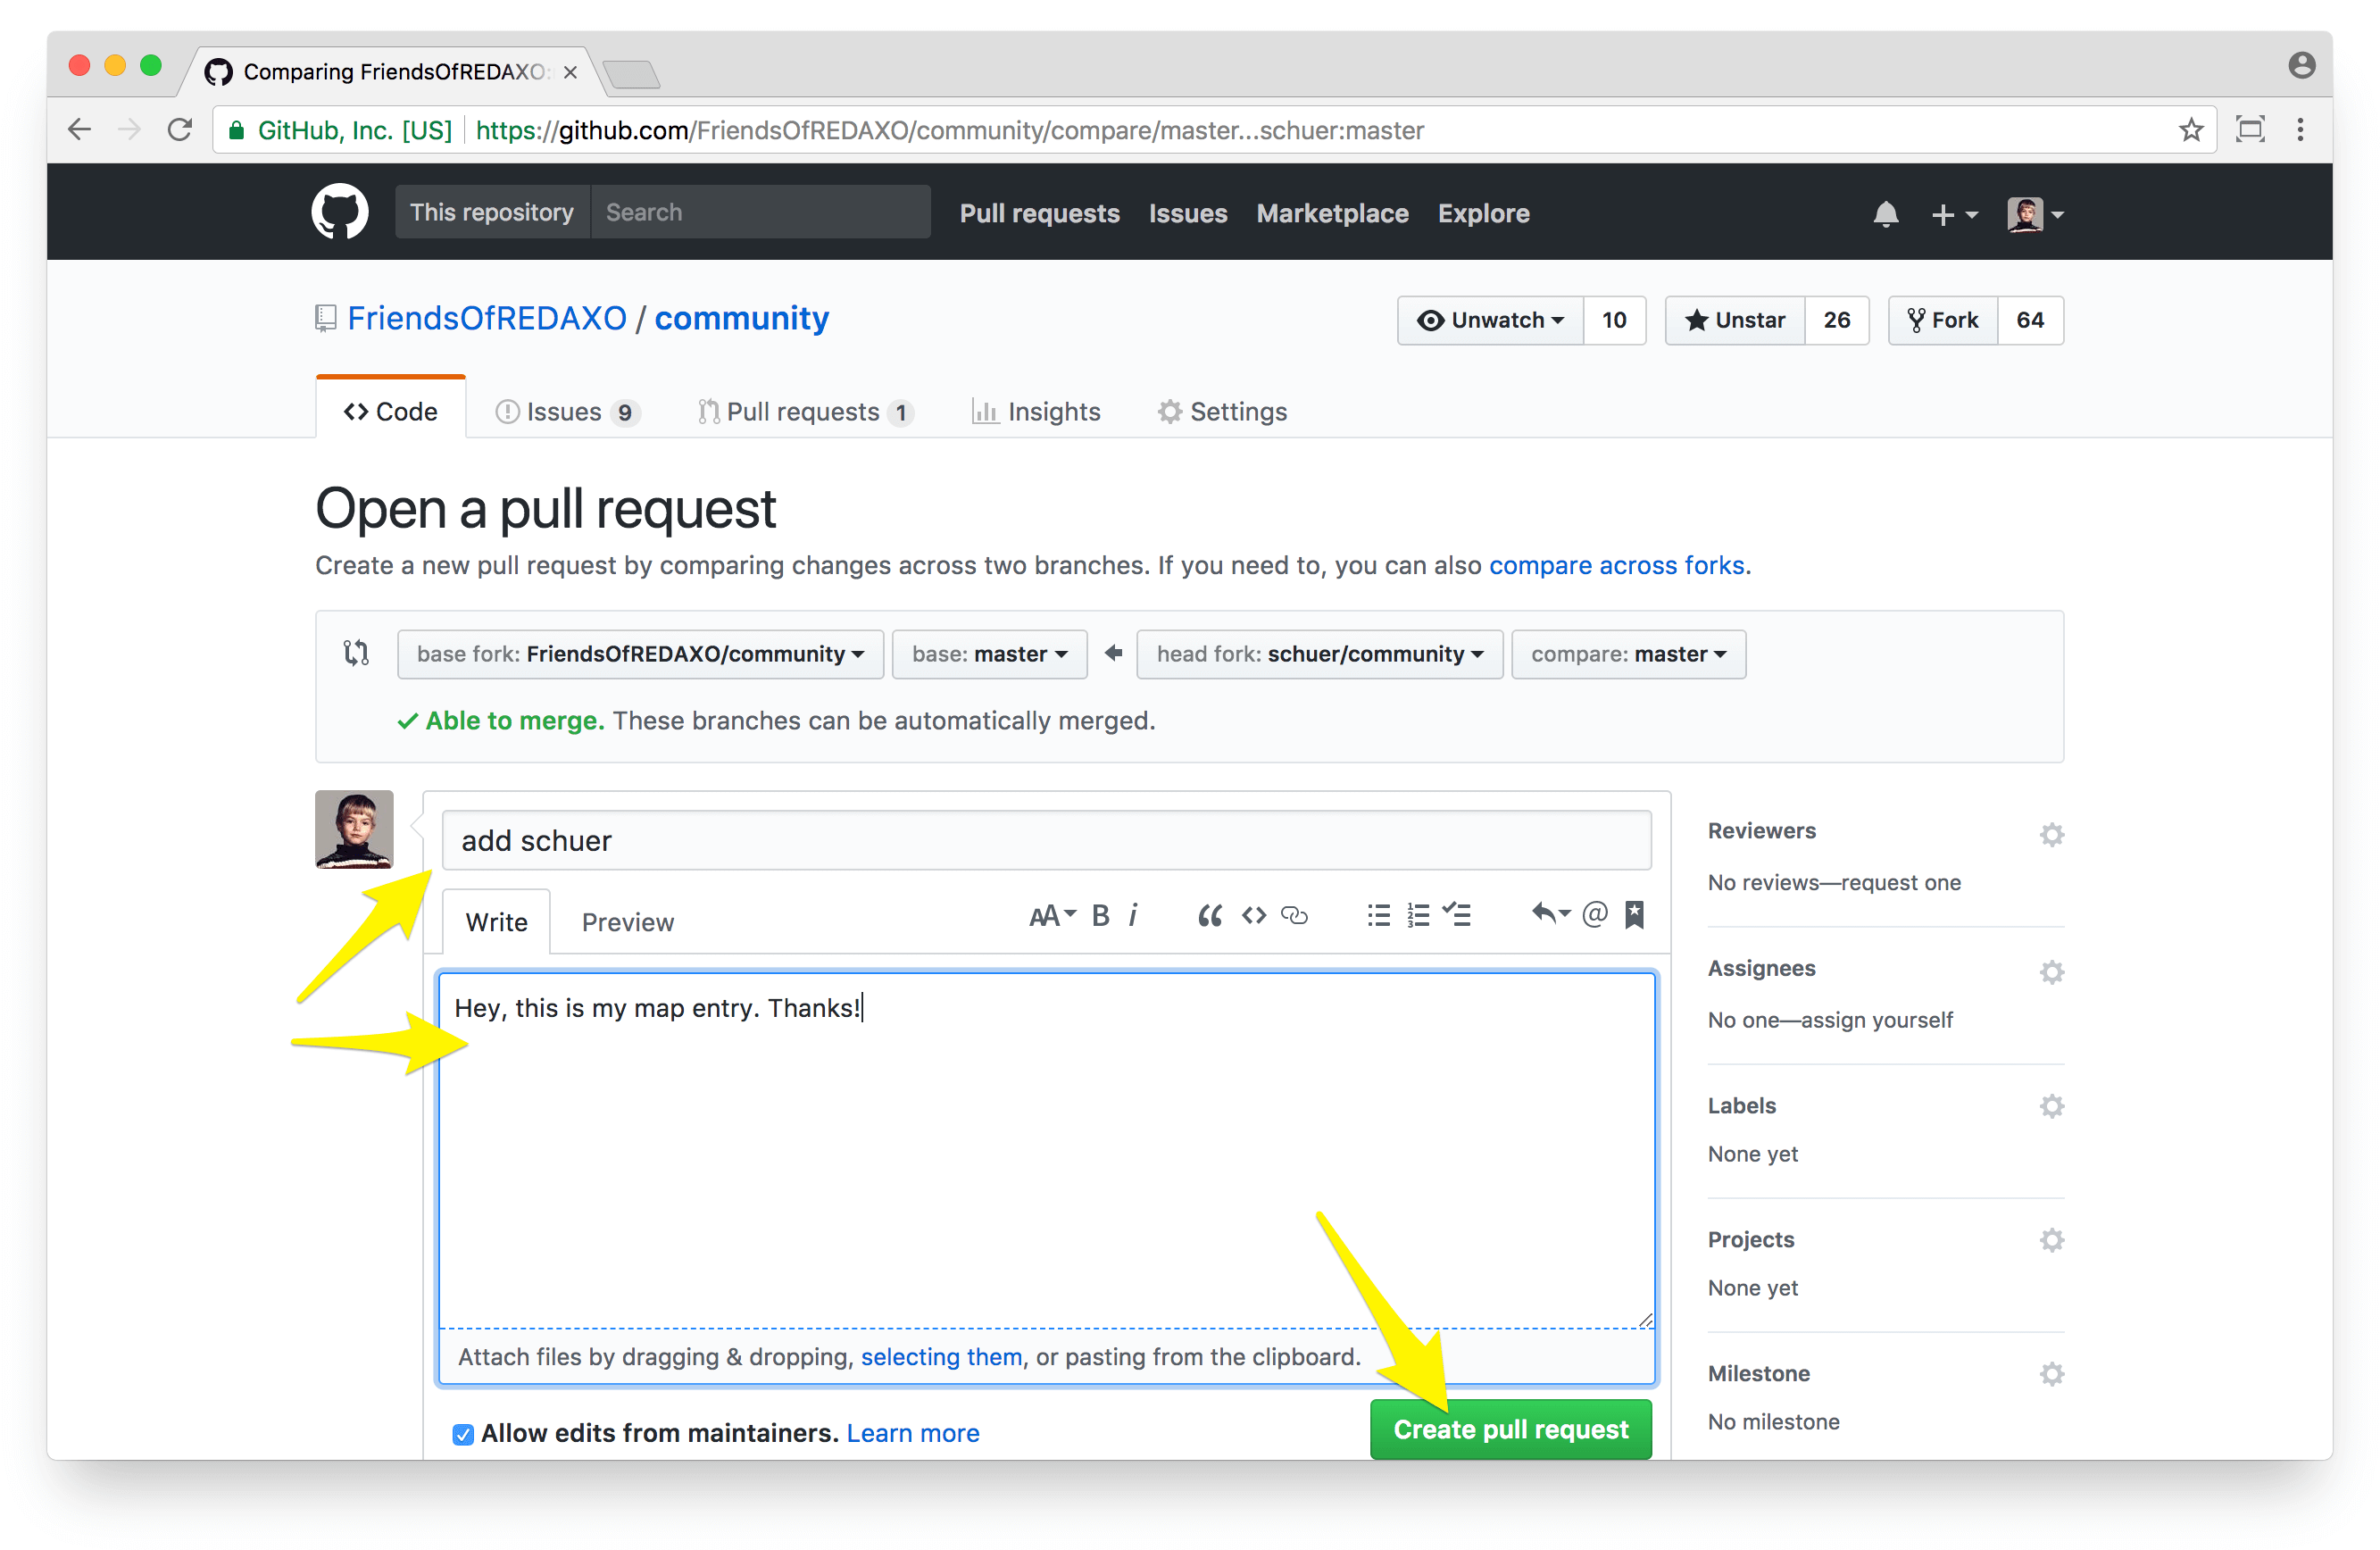 Comparing FriendsOfREDAXO:
GitHub, Inc. [US] https://github.com/FriendsOfREDAXO/community/compare/master...schuer:master
This repository Search Pull requests Issues Marketplace Explore
FriendsOfREDAXO / community Unwatch 10 Unstar 26 Fork 64
Code Issues 9 Pull requests 1 Insights Settings
Open a pull request
Create a new pull request by comparing changes across two branches. If you need to, you can also compare across forks.
base fork: FriendsOfREDAXO/community base: master head fork: schuer/community compare: master
Able to merge. These branches can be automatically merged.
add schuer
Write Preview AA B i
Hey, this is my map entry. Thanks!
Attach files by dragging & dropping, selecting them, or pasting from the clipboard.
Allow edits from maintainers. Learn more Create pull request
Reviewers
No reviews—request one
Assignees
No one—assign yourself
Labels
None yet
Projects
None yet
Milestone
No milestone